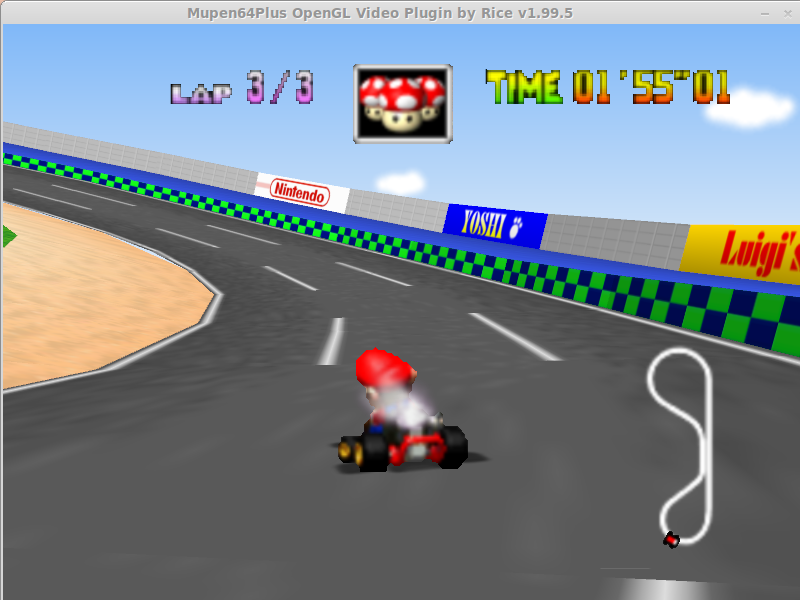 Mupen64Plus OpenGL Video Plugin by Rice v1.99.5
LAP 3/3
TIME 01'55"01
Nintendo
YOSHI
Luigi's